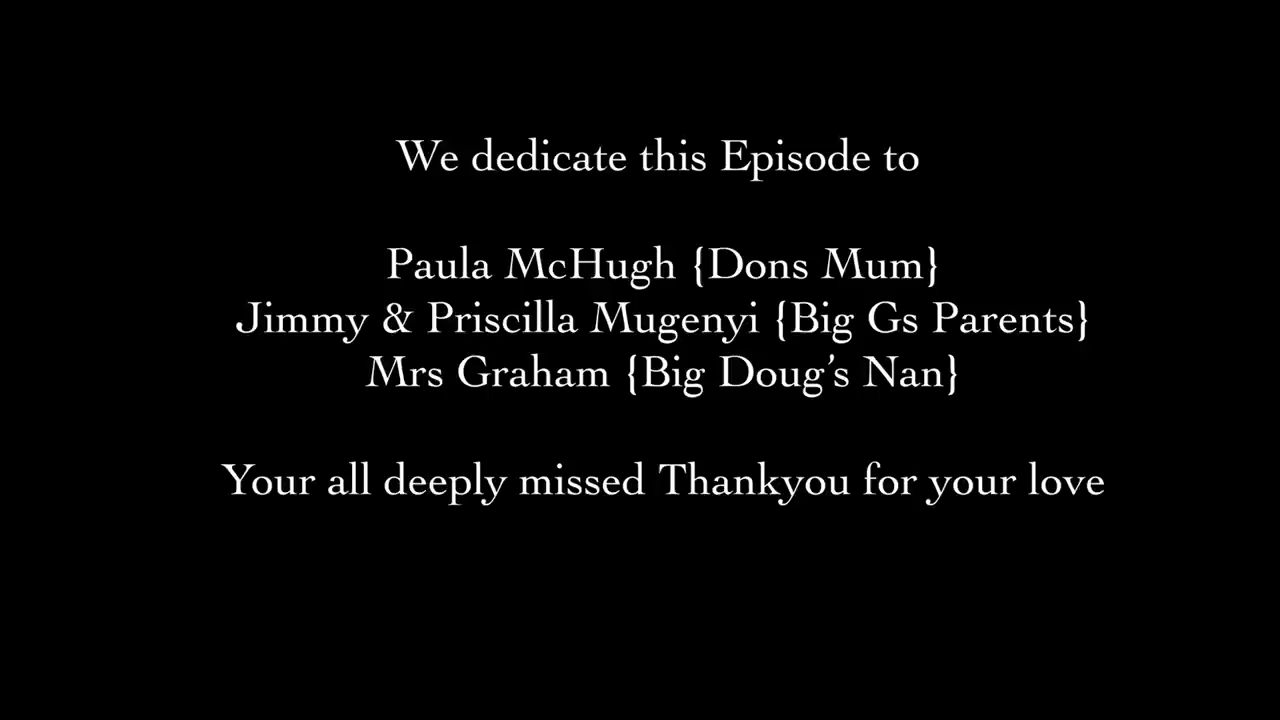 We dedicate this Episode to
Paula McHugh {Dons Mum}
Jimmy & Priscilla Mugenyi {Big Gs Parents}
Mrs Graham {Big Doug’s Nan}
Your all deeply missed Thankyou for your love